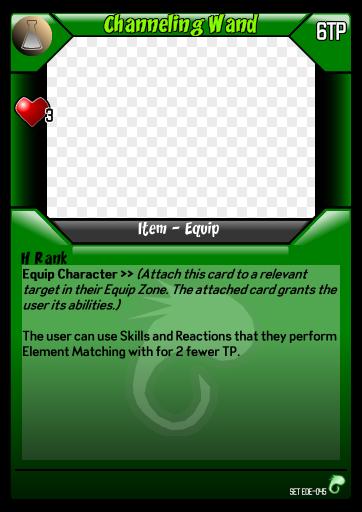 Channeling Wand
6TP
3
Item - Equip
H Rank
Equip Character >> (Attach this card to a relevant
target in their Equip Zone. The attached card grants the
user its abilities.)
The user can use Skills and Reactions that they perform
Element Matching with for 2 fewer TP.
SET EOE-045